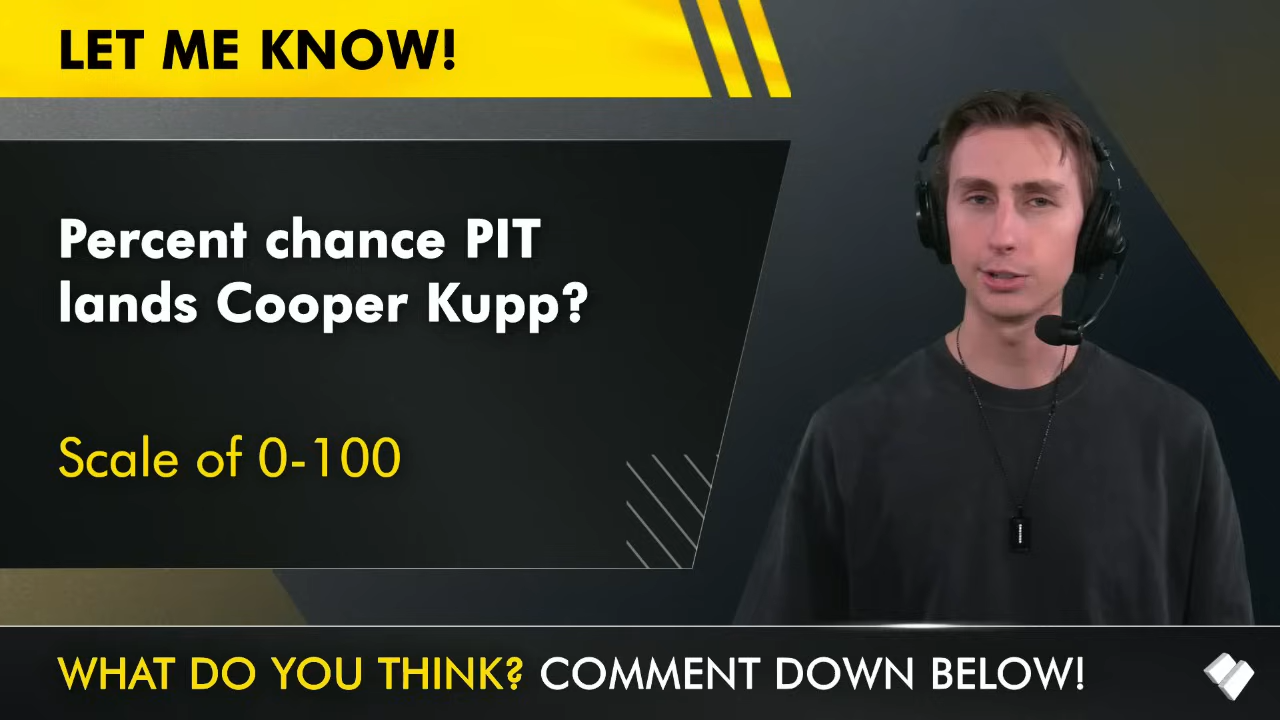 LET ME KNOW!
Percent chance PIT
lands Cooper Kupp?
Scale of 0-100
WHAT DO YOU THINK? COMMENT DOWN BELOW!